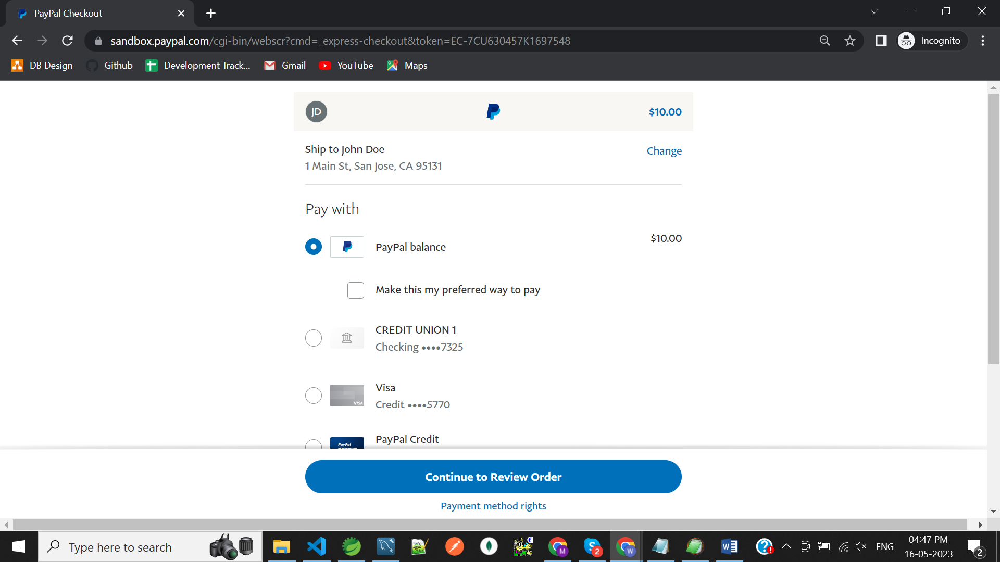 PayPal Checkout
sandbox.paypal.com/cgi-bin/webscr?cmd=_express-checkout&token=EC-7CU630457K1697548
Incognito
DB Design
Github
Development Track...
Gmail
YouTube
Maps
JD
$10.00
Ship to John Doe
Change
1 Main St, San Jose, CA 95131
Pay with
PayPal balance
$10.00
Make this my preferred way to pay
CREDIT UNION 1
Checking ••••7325
VISA
Visa
Credit ••••5770
PayPal
PayPal Credit
Continue to Review Order
Payment method rights
Type here to search
M
2
W
ENG
04:47 PM
16-05-2023
2